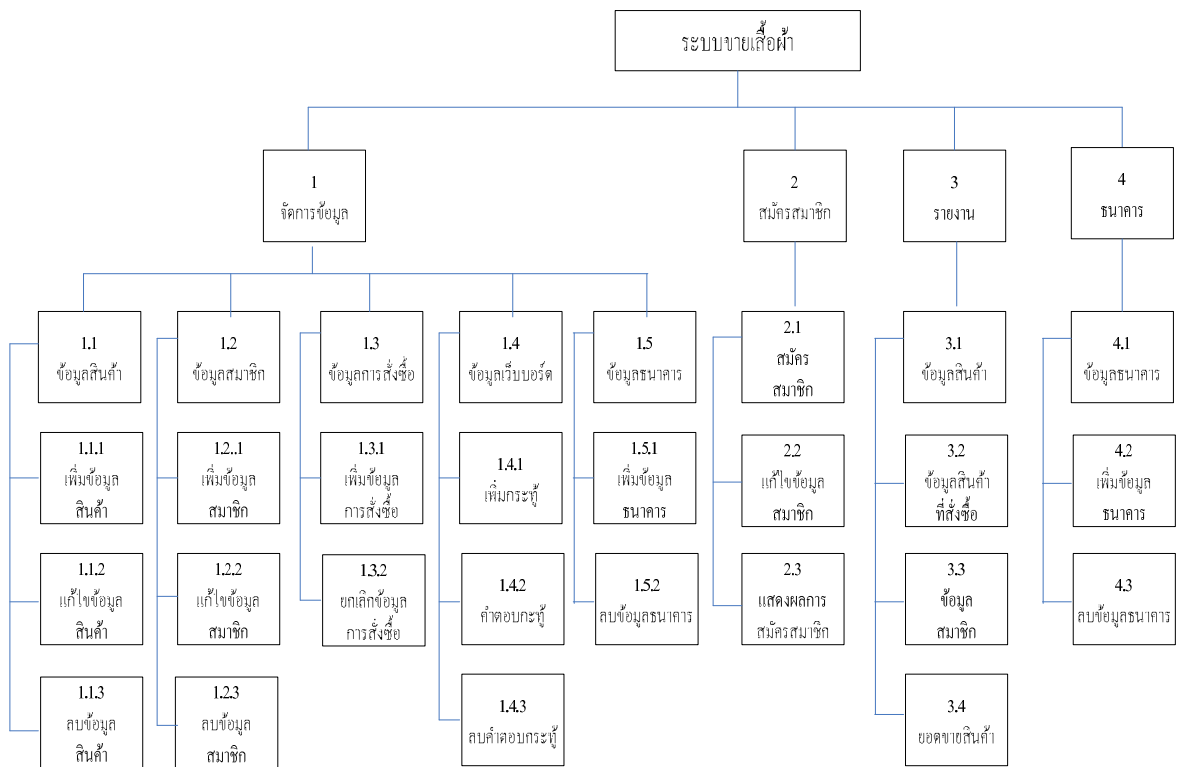 ระบบขายเสื้อผ้า
1
จัดการข้อมูล
2
สมัครสมาชิก
3
รายงาน
4
ธนาคาร
1.1
ข้อมูลสินค้า
1.2
ข้อมูลสมาชิก
1.3
ข้อมูลการสั่งซื้อ
1.4
ข้อมูลเว็บบอร์ด
1.5
ข้อมูลธนาคาร
2.1
สมัคร
สมาชิก
3.1
ข้อมูลสินค้า
4.1
ข้อมูลธนาคาร
1.1.1
เพิ่มข้อมูล
สินค้า
1.2..1
เพิ่มข้อมูล
สมาชิก
1.3.1
เพิ่มข้อมูล
การสั่งซื้อ
1.4.1
เพิ่มกระทู้
1.5.1
เพิ่มข้อมูล
ธนาคาร
2.2
แก้ไขข้อมูล
สมาชิก
3.2
ข้อมูลสินค้า
ที่สั่งซื้อ
4.2
เพิ่มข้อมูล
ธนาคาร
1.1.2
แก้ไขข้อมูล
สินค้า
1.2.2
แก้ไขข้อมูล
สมาชิก
1.3.2
ยกเลิกข้อมูล
การสั่งซื้อ
1.4.2
คำตอบกระทู้
1.5.2
ลบข้อมูลธนาคาร
2.3
แสดงผลการ
สมัครสมาชิก
3.3
ข้อมูล
สมาชิก
4.3
ลบข้อมูลธนาคาร
1.1.3
ลบข้อมูล
สินค้า
1.2.3
ลบข้อมูล
สมาชิก
1.4.3
ลบคำตอบกระทู้
3.4
ยอดขายสินค้า